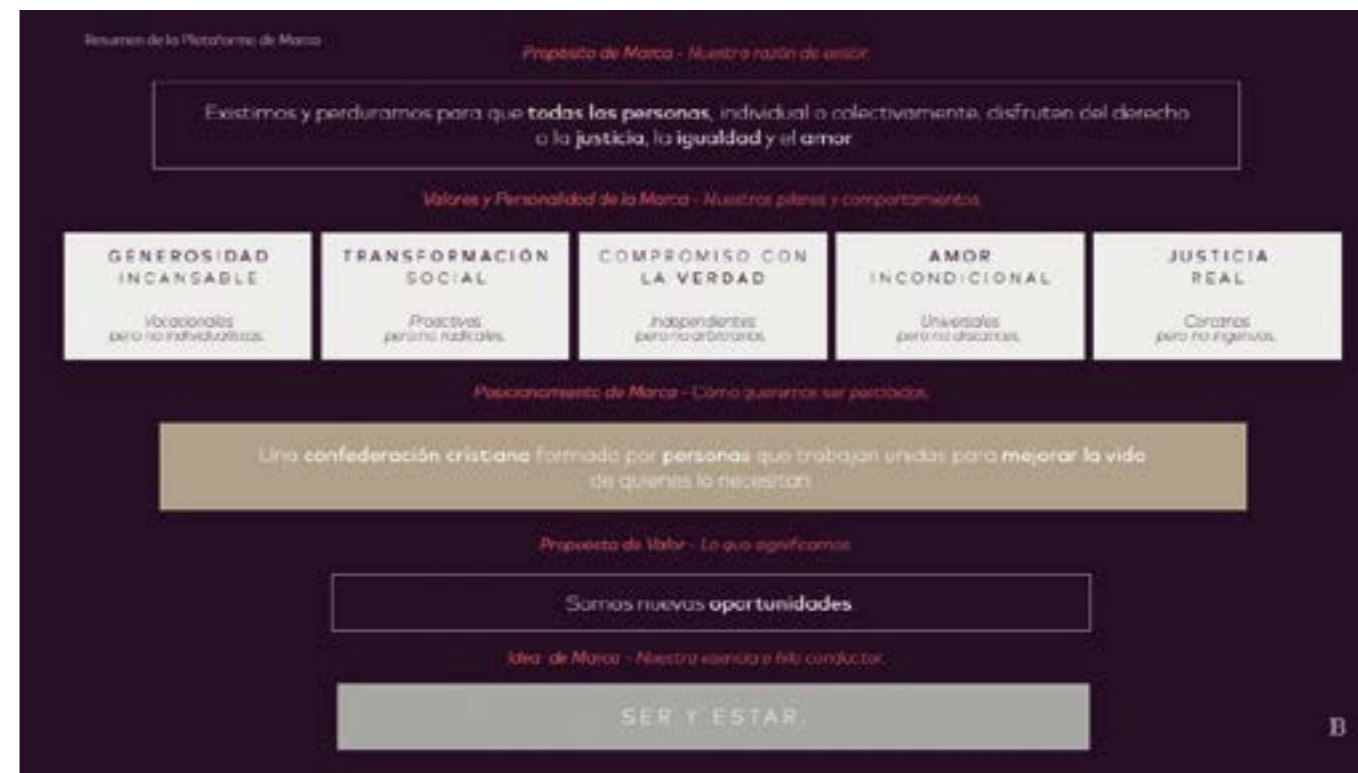 Resumen de la Plataforma de Marca
Propósito de Marca - Nuestra razón de existir.
Existimos y perduramos para que todas las personas, individual o colectivamente, disfruten del derecho
a la justicia, la igualdad y el amor
Valores y Personalidad de la Marca - Nuestros pilares y comportamientos.
GENEROSIDAD
INCANSABLE
Vocacionales
pero no individualistas.
TRANSFORMACIÓN
SOCIAL
Proactivos
pero no radicales.
COMPROMISO CON
LA VERDAD
Independientes
pero no arbitrarios.
AMOR
INCONDICIONAL
Universales
pero no distantes.
JUSTICIA
REAL
Cercanos
pero no ingenuos.
Posicionamiento de Marca - Cómo queremos ser percibidos.
Una confederación cristiana formada por personas que trabajan unidas para mejorar la vida
de quienes lo necesitan
Propuesta de Valor - Lo que significamos
Somos nuevas oportunidades
Idea de Marca - Nuestra esencia e hilo conductor.
SER Y ESTAR.
B